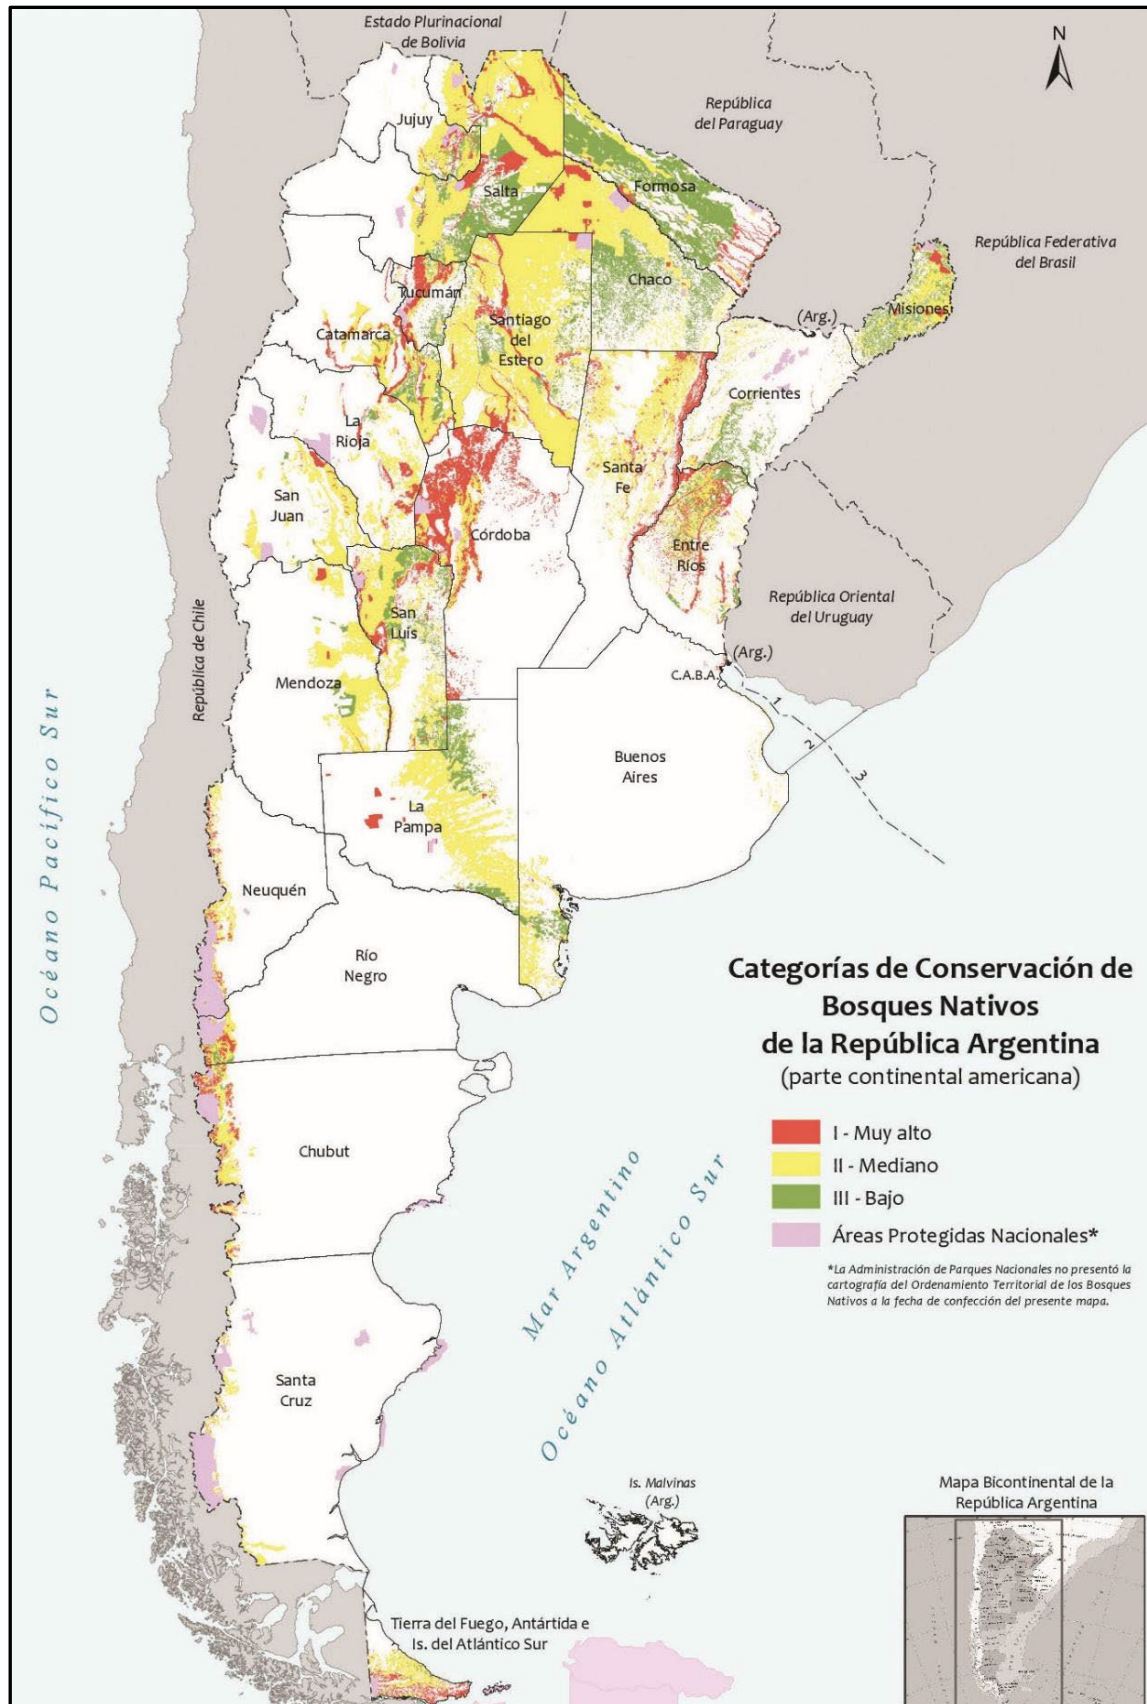 Estado Plurinacional
de Bolivia
N
República
del Paraguay
Jujuy
Salta
Formosa
República Federativa
del Brasil
Chaco
Tucumán
Misiones
(Arg.)
Santiago
del
Estero
Catamarca
Corrientes
La
Rioja
Santa
Fe
San
Juan
Córdoba
Entre
Ríos
República Oriental
del Uruguay
San
Luis
República de Chile
(Arg.)
C.A.B.A.
Mendoza
1
2
3
Buenos
Aires
Océano Pacífico Sur
La
Pampa
Neuquén
Río
Negro
Categorías de Conservación de
Bosques Nativos
de la República Argentina
(parte continental americana)
I - Muy alto
II - Mediano
III - Bajo
Áreas Protegidas Nacionales*
*La Administración de Parques Nacionales no presentó la
cartografía del Ordenamiento Territorial de los Bosques
Nativos a la fecha de confección del presente mapa.
Chubut
Mar Argentino
Océano Atlántico Sur
Santa
Cruz
Is. Malvinas
(Arg.)
Mapa Bicontinental de la
República Argentina
Tierra del Fuego, Antártida e
Is. del Atlántico Sur